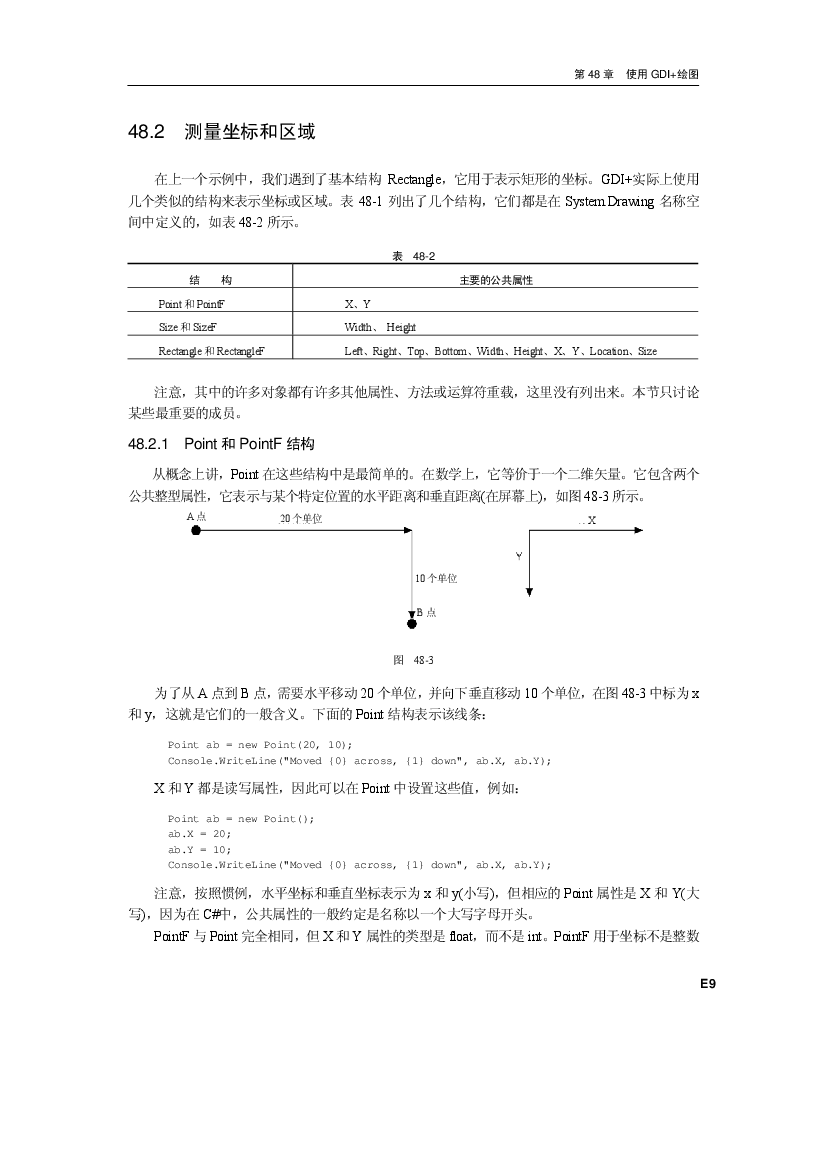 第 48 章 使用 GDI+绘图
48.2 测量坐标和区域
在上一个示例中，我们遇到了基本结构 Rectangle，它用于表示矩形的坐标。GDI+实际上使用
几个类似的结构来表示坐标或区域。表 48-1 列出了几个结构，它们都是在 System.Drawing 名称空
间中定义的，如表 48-2 所示。
表 48-2
结 构 主要的公共属性
Point 和 PointF X、Y
Size 和 SizeF Width、 Height
Rectangle 和 RectangleF Left、Right、Top、Bottom、Width、Height、X、Y、Location、Size
注意，其中的许多对象都有许多其他属性、方法或运算符重载，这里没有列出来。本节只讨论
某些最重要的成员。
48.2.1 Point 和 PointF 结构
从概念上讲，Point 在这些结构中是最简单的。在数学上，它等价于一个二维矢量。它包含两个
公共整型属性，它表示与某个特定位置的水平距离和垂直距离(在屏幕上)，如图 48-3 所示。
A 点 20 个单位 X
Y
10 个单位
B 点
图 48-3
为了从 A 点到 B 点，需要水平移动 20 个单位，并向下垂直移动 10 个单位，在图 48-3 中标为 x
和 y，这就是它们的一般含义。下面的 Point 结构表示该线条：
Point ab = new Point(20, 10);
Console.WriteLine("Moved {0} across, {1} down", ab.X, ab.Y);
X 和 Y 都是读写属性，因此可以在 Point 中设置这些值，例如：
Point ab = new Point();
ab.X = 20;
ab.Y = 10;
Console.WriteLine("Moved {0} across, {1} down", ab.X, ab.Y);
注意，按照惯例，水平坐标和垂直坐标表示为 x 和 y(小写)，但相应的 Point 属性是 X 和 Y(大
写)，因为在 C#中，公共属性的一般约定是名称以一个大写字母开头。
PointF 与 Point 完全相同，但 X 和 Y 属性的类型是 float，而不是 int。PointF 用于坐标不是整数
E9